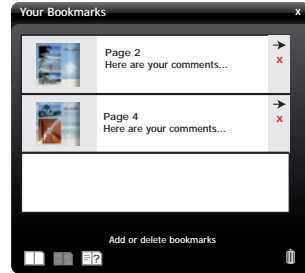 Your Bookmarks x
Page 2
Here are your comments...
x
Page 4
Here are your comments...
x
Add or delete bookmarks
=?